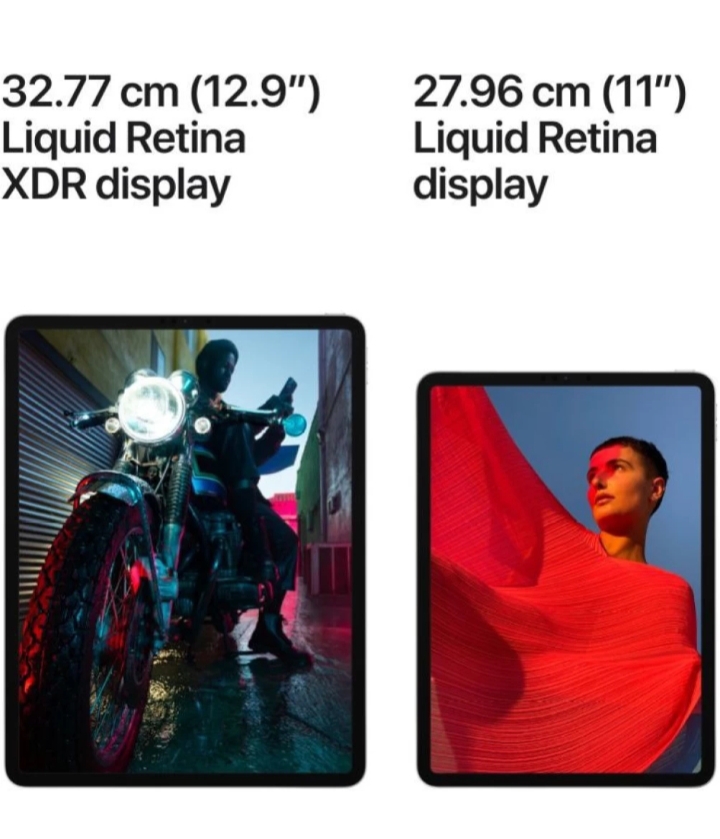 32.77 cm (12.9″)
Liquid Retina
XDR display
27.96 cm (11″)
Liquid Retina
display